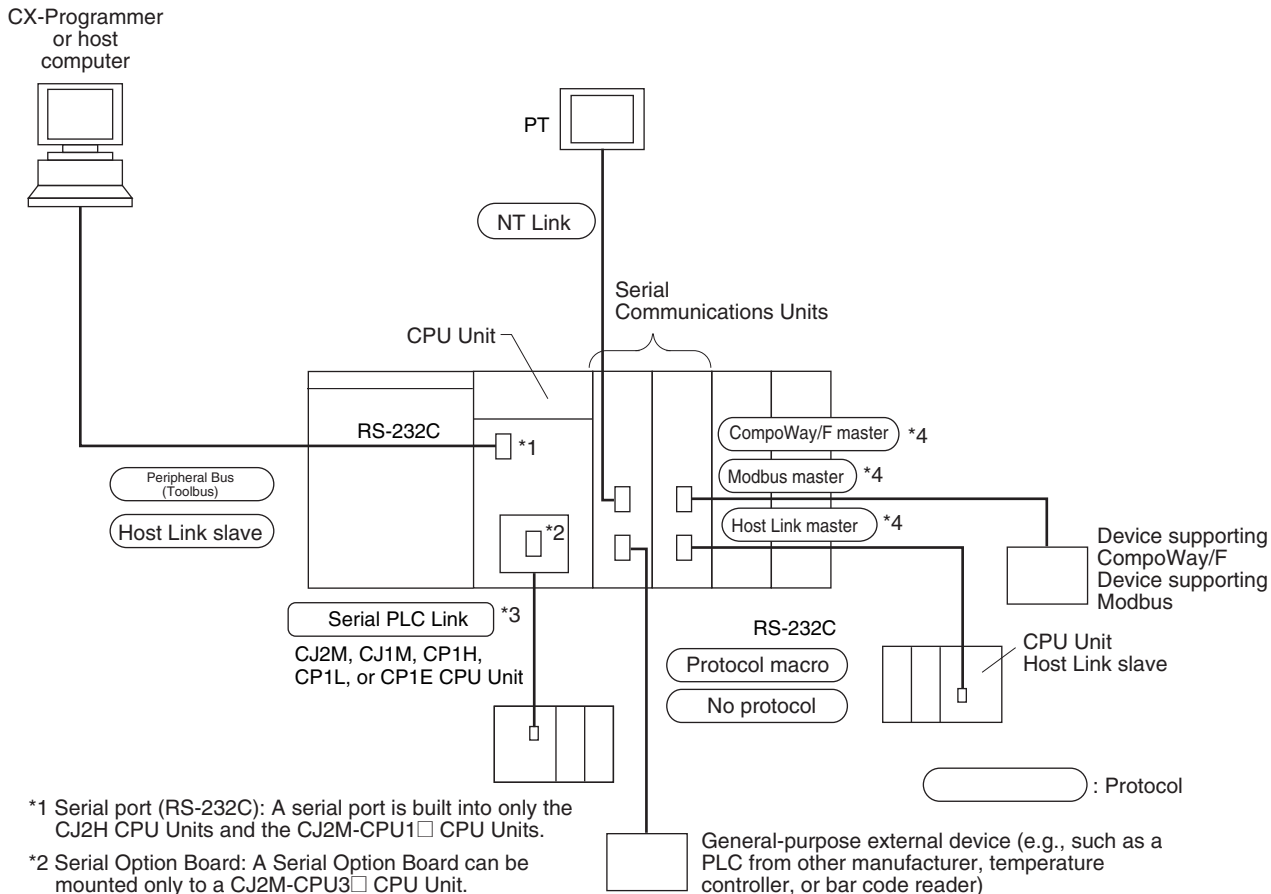 CX-Programmer
or host
computer
PT
NT Link
Serial
Communications Units
CPU Unit
RS-232C
*1
CompoWay/F master
*4
Peripheral Bus
(Toolbus)
Modbus master
*4
Host Link slave
*2
Host Link master
*4
Device supporting
CompoWay/F
Device supporting
Modbus
Serial PLC Link
*3
CJ2M, CJ1M, CP1H,
CP1L, or CP1E CPU Unit
RS-232C
Protocol macro
No protocol
CPU Unit
Host Link slave
: Protocol
*1 Serial port (RS-232C): A serial port is built into only the
CJ2H CPU Units and the CJ2M-CPU1□ CPU Units.
*2 Serial Option Board: A Serial Option Board can be
mounted only to a CJ2M-CPU3□ CPU Unit.
General-purpose external device (e.g., such as a
PLC from other manufacturer, temperature
controller, or bar code reader)